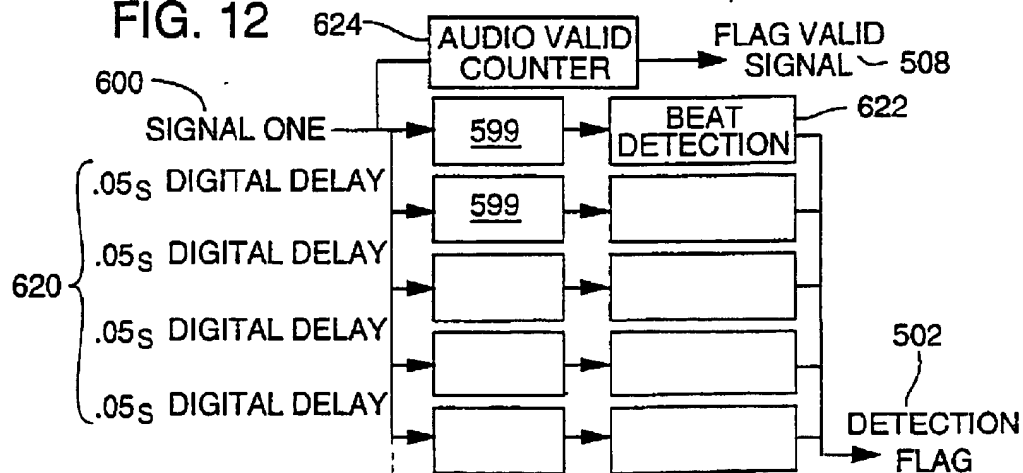 FIG. 12
624
AUDIO VALID
COUNTER
FLAG VALID
SIGNAL
508
600
SIGNAL ONE
599
BEAT
DETECTION
622
.05s DIGITAL DELAY
599
.05s DIGITAL DELAY
620
.05s DIGITAL DELAY
.05s DIGITAL DELAY
502
DETECTION
FLAG